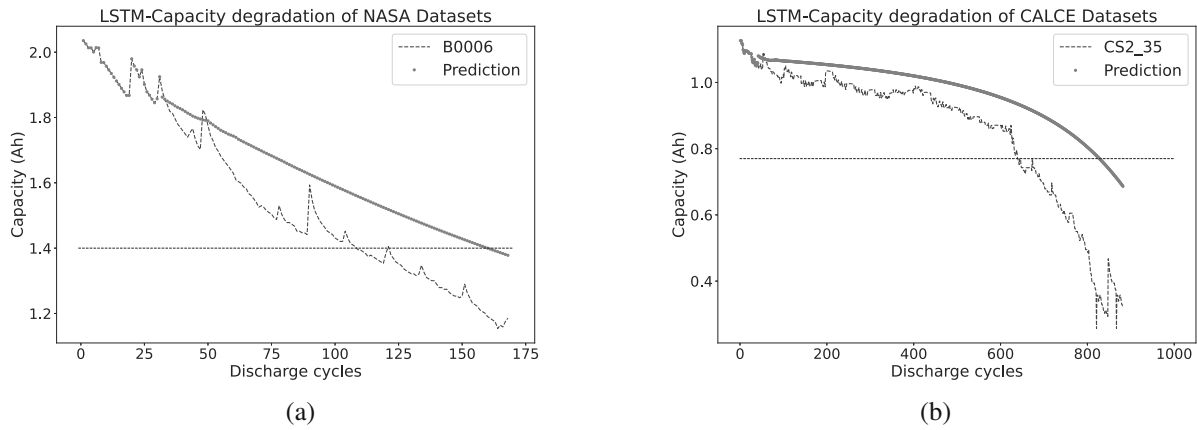 LSTM-Capacity degradation of NASA Datasets
B0006
Prediction
Capacity (Ah)
2.0
1.8
1.6
1.4
1.2
0 25 50 75 100 125 150 175
Discharge cycles
(a)
LSTM-Capacity degradation of CALCE Datasets
CS2_35
Prediction
Capacity (Ah)
1.0
0.8
0.6
0.4
0 200 400 600 800 1000
Discharge cycles
(b)